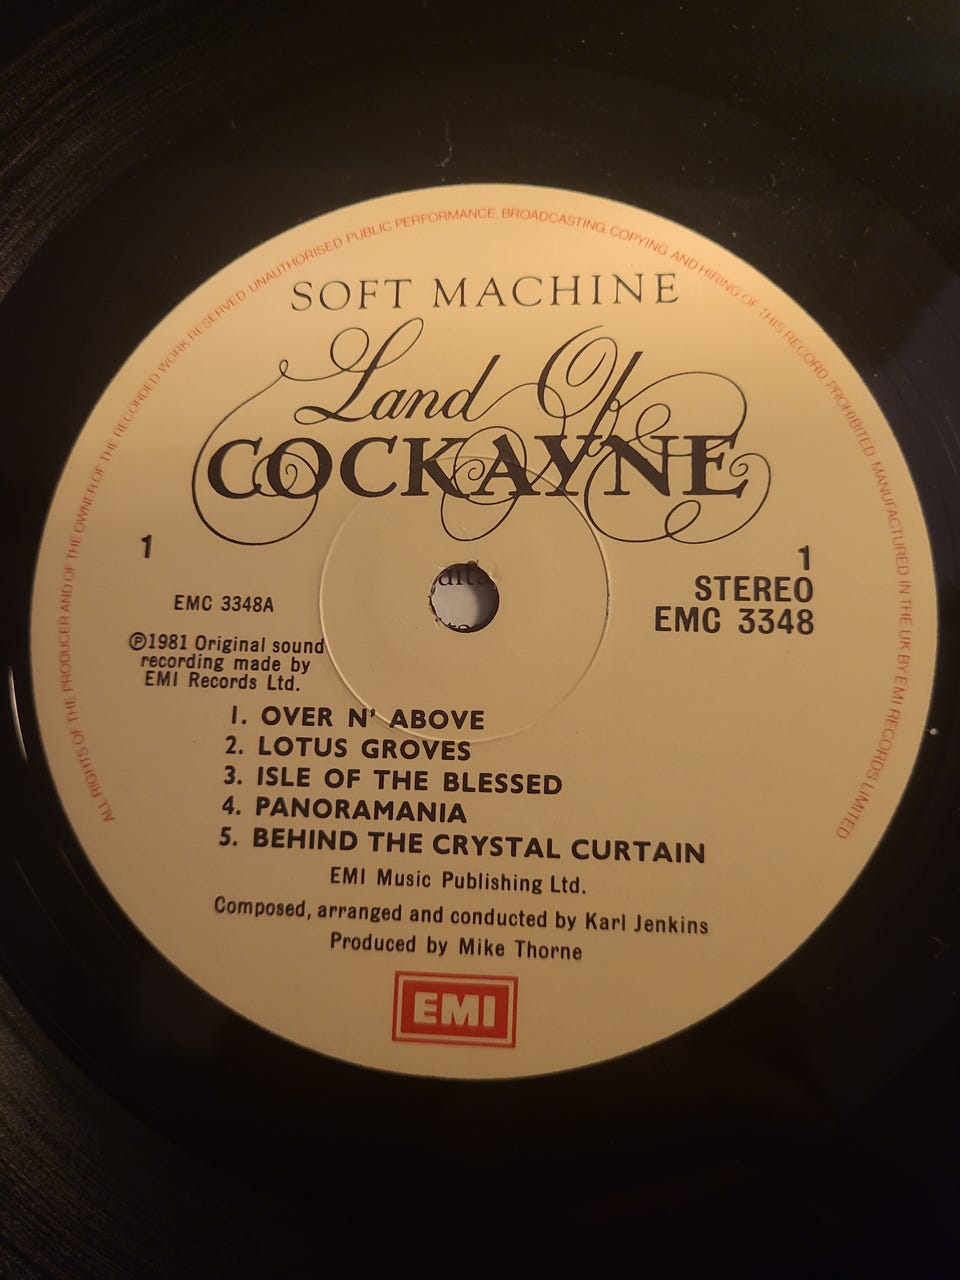 ALL RIGHTS OF THE PRODUCER AND OF THE OWNER OF THE RECORDED WORK RESERVED UNAUTHORISED PUBLIC PERFORMANCE, BROADCASTING, COPYING AND HIRING OF THIS RECORD PROHIBITED MANUFACTURED IN THE UK BY EMI RECORDS LIMITED
SOFT MACHINE
Land Of
COCKAYNE
1
1
STEREO
EMC 3348
EMC 3348A
Ⓟ1981 Original sound
recording made by
EMI Records Ltd.
1. OVER N' ABOVE
2. LOTUS GROVES
3. ISLE OF THE BLESSED
4. PANORAMANIA
5. BEHIND THE CRYSTAL CURTAIN
EMI Music Publishing Ltd.
Composed, arranged and conducted by Karl Jenkins
Produced by Mike Thorne
EMI